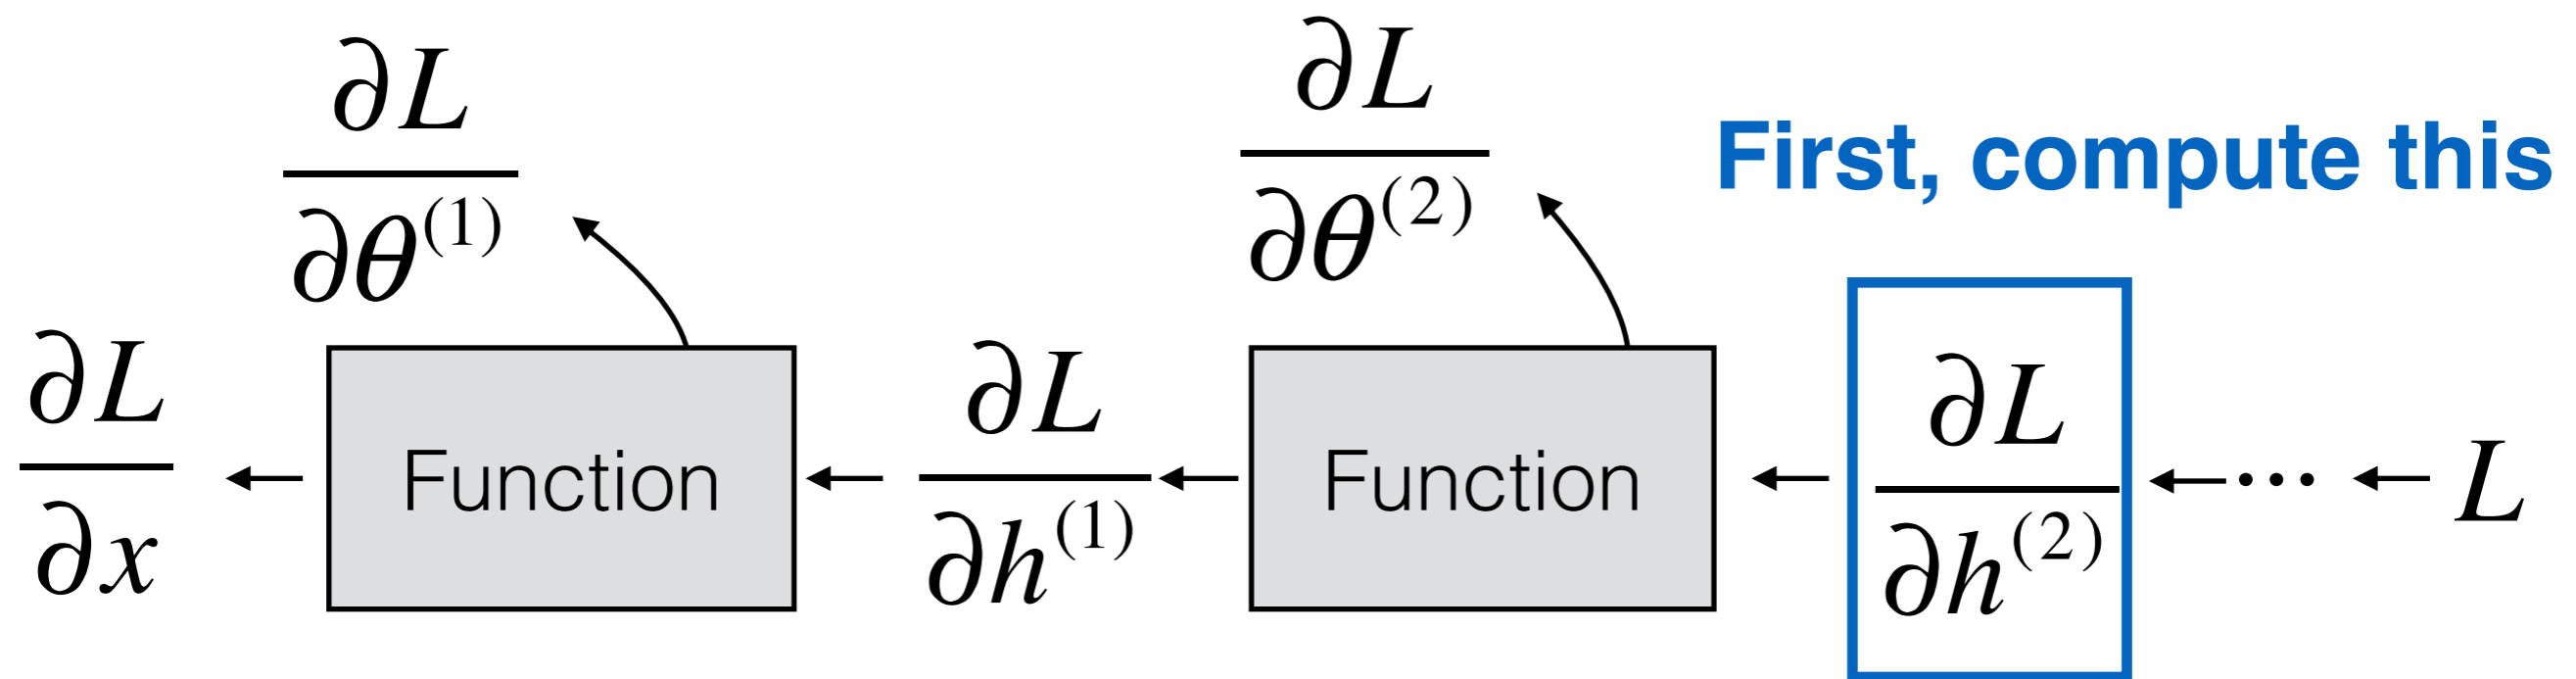 ∂L/∂θ⁽¹⁾
∂L/∂θ⁽²⁾
First, compute this
∂L/∂x
Function
∂L/∂h⁽¹⁾
Function
∂L/∂h⁽²⁾
...
L